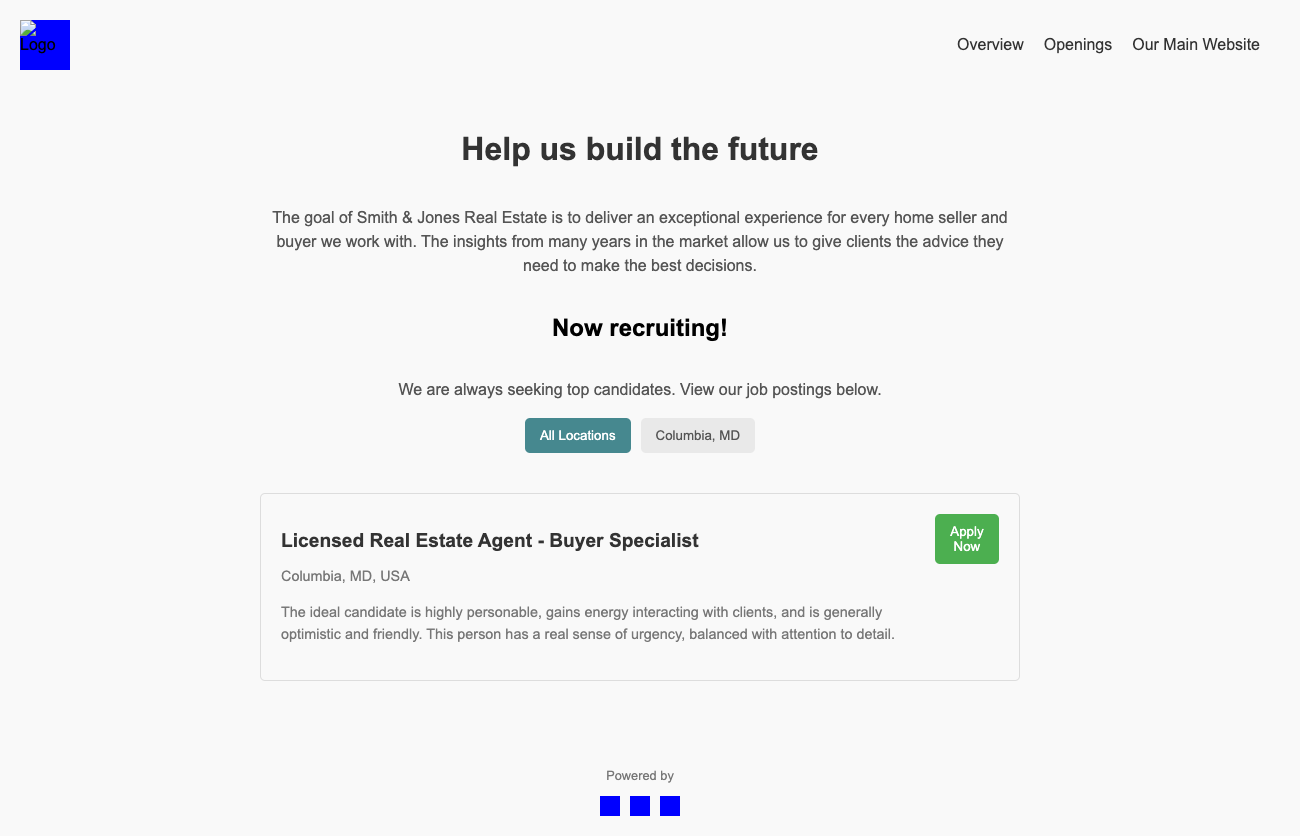 Logo
Overview Openings Our Main Website
Help us build the future
The goal of Smith & Jones Real Estate is to deliver an exceptional experience for every home seller and
buyer we work with. The insights from many years in the market allow us to give clients the advice they
need to make the best decisions.
Now recruiting!
We are always seeking top candidates. View our job postings below.
All Locations Columbia, MD
Licensed Real Estate Agent - Buyer Specialist
Apply
Now
Columbia, MD, USA
The ideal candidate is highly personable, gains energy interacting with clients, and is generally
optimistic and friendly. This person has a real sense of urgency, balanced with attention to detail.
Powered by